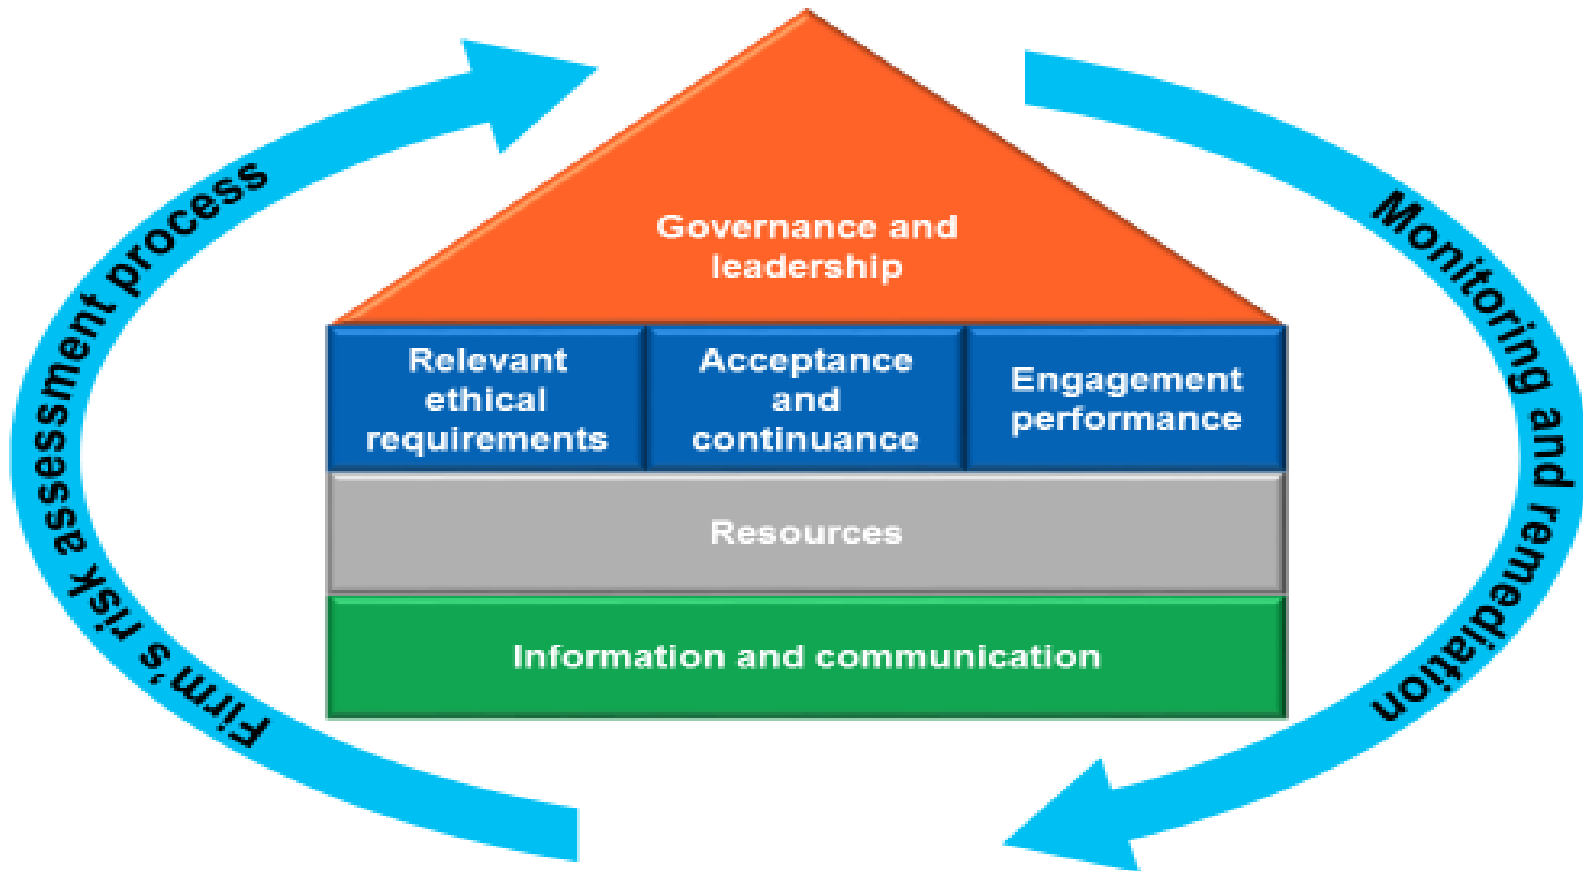 Governance and
leadership
Relevant
ethical
requirements
Acceptance
and
continuance
Engagement
performance
Resources
Information and communication
Firm's risk assessment process
Monitoring and remediation